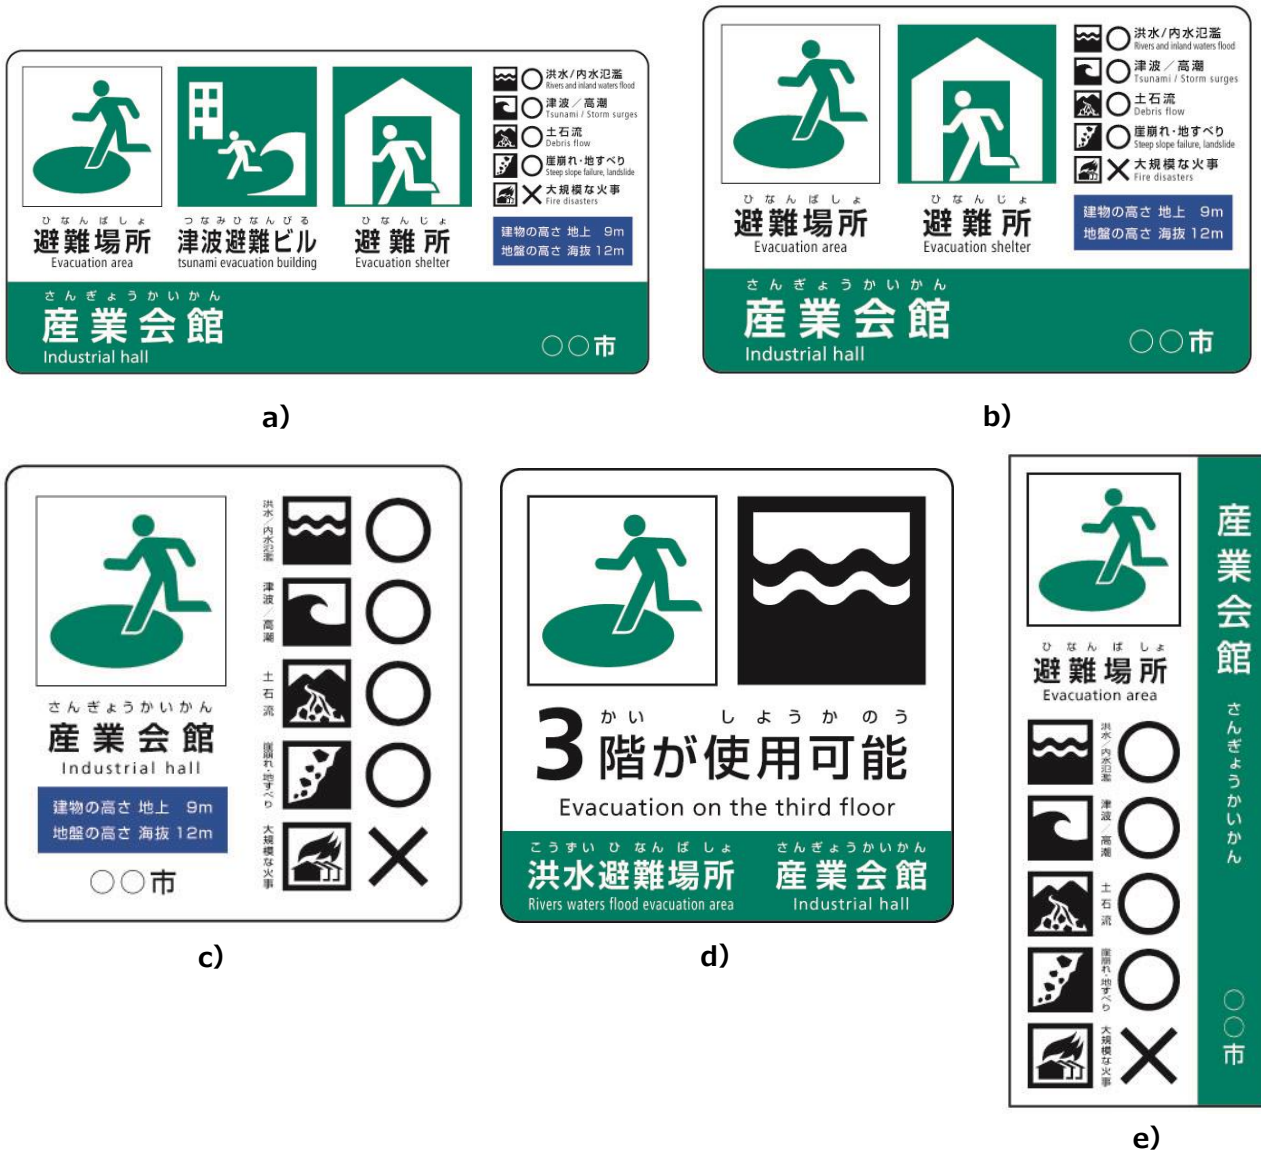 ひなんばしょ
避難場所
Evacuation area
つなみひなんびる
津波避難ビル
tsunami evacuation building
ひなんじょ
避難所
Evacuation shelter
洪水/内水氾濫
Rivers and inland waters flood
津波／高潮
Tsunami / Storm surges
土石流
Debris flow
崖崩れ・地すべり
Steep slope failure, landslide
大規模な火事
Fire disasters
建物の高さ 地上 9m
地盤の高さ 海抜 12m
さんぎょうかいかん
産業会館
Industrial hall
○○市
a）
ひなんばしょ
避難場所
Evacuation area
ひなんじょ
避難所
Evacuation shelter
洪水/内水氾濫
Rivers and inland waters flood
津波／高潮
Tsunami / Storm surges
土石流
Debris flow
崖崩れ・地すべり
Steep slope failure, landslide
大規模な火事
Fire disasters
建物の高さ 地上 9m
地盤の高さ 海抜 12m
さんぎょうかいかん
産業会館
Industrial hall
○○市
b）
さんぎょうかいかん
産業会館
Industrial hall
建物の高さ 地上 9m
地盤の高さ 海抜 12m
○○市
洪水／内水氾濫
津波／高潮
土石流
崖崩れ・地すべり
大規模な火事
c）
かい しようかのう
3階が使用可能
Evacuation on the third floor
こうずい ひなんばしょ
洪水避難場所
Rivers waters flood evacuation area
さんぎょうかいかん
産業会館
Industrial hall
d）
ひなんばしょ
避難場所
Evacuation area
洪水／内水氾濫
津波／高潮
土石流
崖崩れ・地すべり
大規模な火事
産業会館
さんぎょうかいかん
○○市
e）